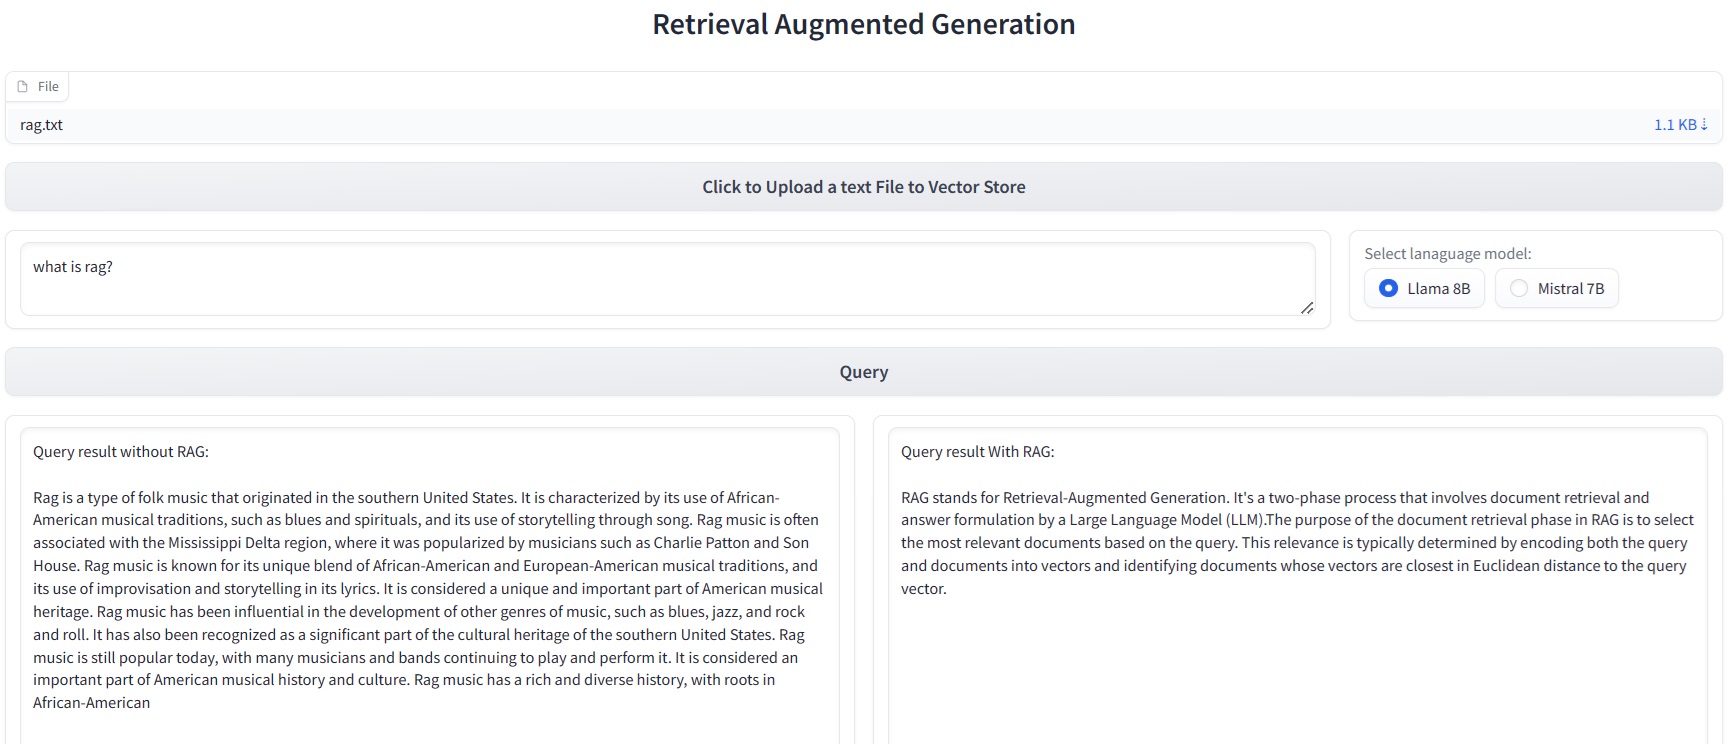 Retrieval Augmented Generation
File
rag.txt
1.1 KB ⇣
Click to Upload a text File to Vector Store
what is rag?
Select lanaguage model:
Llama 8B
Mistral 7B
Query
Query result without RAG:
Rag is a type of folk music that originated in the southern United States. It is characterized by its use of African-
American musical traditions, such as blues and spirituals, and its use of storytelling through song. Rag music is often
associated with the Mississippi Delta region, where it was popularized by musicians such as Charlie Patton and Son
House. Rag music is known for its unique blend of African-American and European-American musical traditions, and
its use of improvisation and storytelling in its lyrics. It is considered a unique and important part of American musical
heritage. Rag music has been influential in the development of other genres of music, such as blues, jazz, and rock
and roll. It has also been recognized as a significant part of the cultural heritage of the southern United States. Rag
music is still popular today, with many musicians and bands continuing to play and perform it. It is considered an
important part of American musical history and culture. Rag music has a rich and diverse history, with roots in
African-American
Query result With RAG:
RAG stands for Retrieval-Augmented Generation. It's a two-phase process that involves document retrieval and
answer formulation by a Large Language Model (LLM).The purpose of the document retrieval phase in RAG is to select
the most relevant documents based on the query. This relevance is typically determined by encoding both the query
and documents into vectors and identifying documents whose vectors are closest in Euclidean distance to the query
vector.